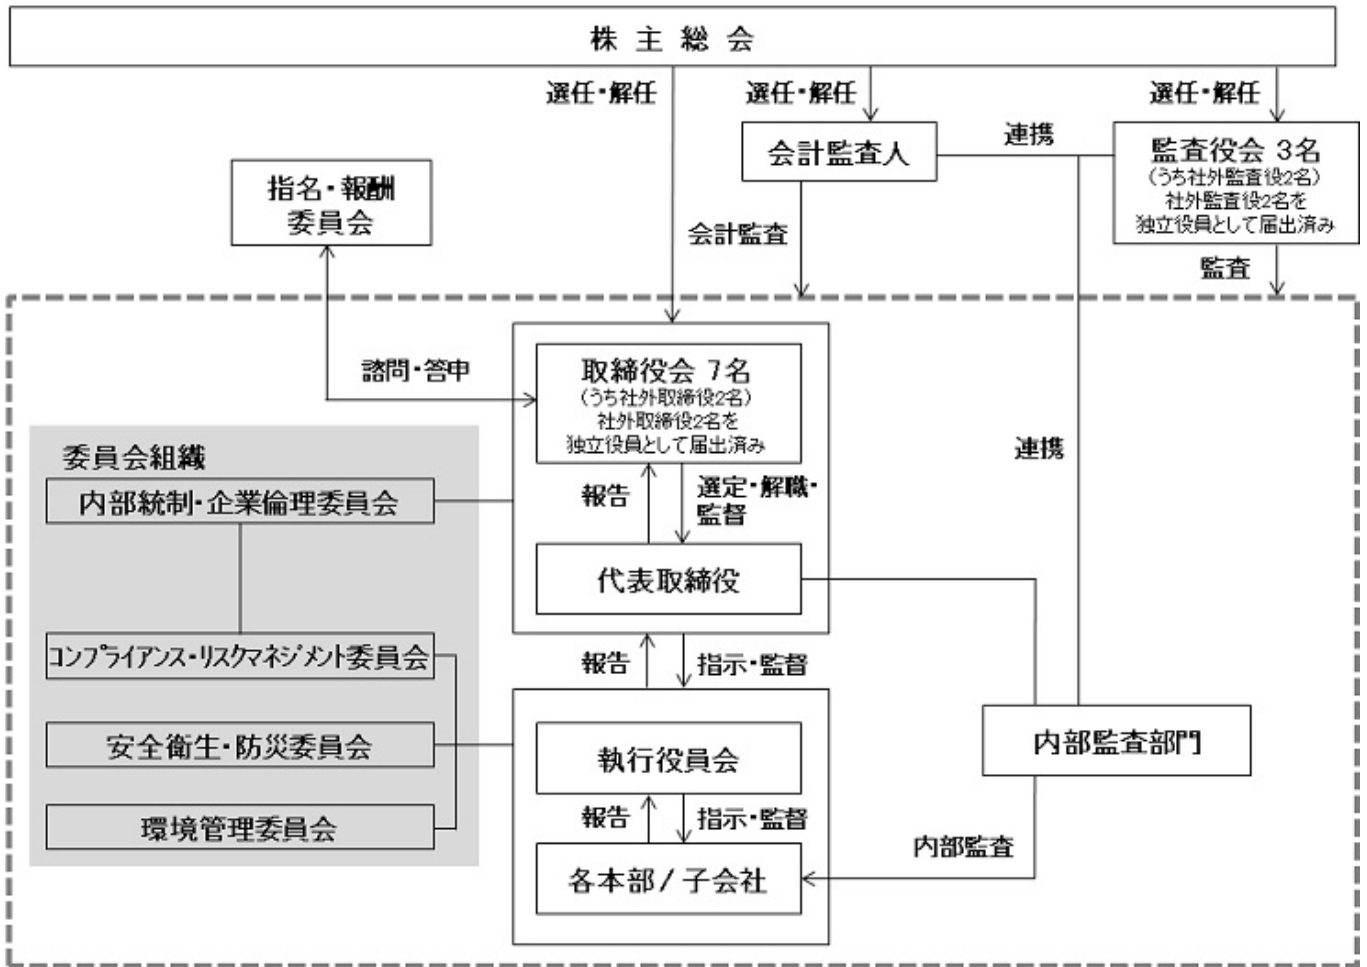 株主総会
選任・解任
選任・解任
選任・解任
会計監査人
連携
監査役会 3名
(うち社外監査役2名)
社外監査役2名を
独立役員として届出済み
指名・報酬
委員会
会計監査
監査
諮問・答申
取締役会 7名
(うち社外取締役2名)
社外取締役2名を
独立役員として届出済み
連携
委員会組織
内部統制・企業倫理委員会
報告
選定・解職・
監督
代表取締役
コンプライアンス・リスクマネジメント委員会
報告
指示・監督
安全衛生・防災委員会
執行役員会
内部監査部門
環境管理委員会
報告
指示・監督
内部監査
各本部/子会社